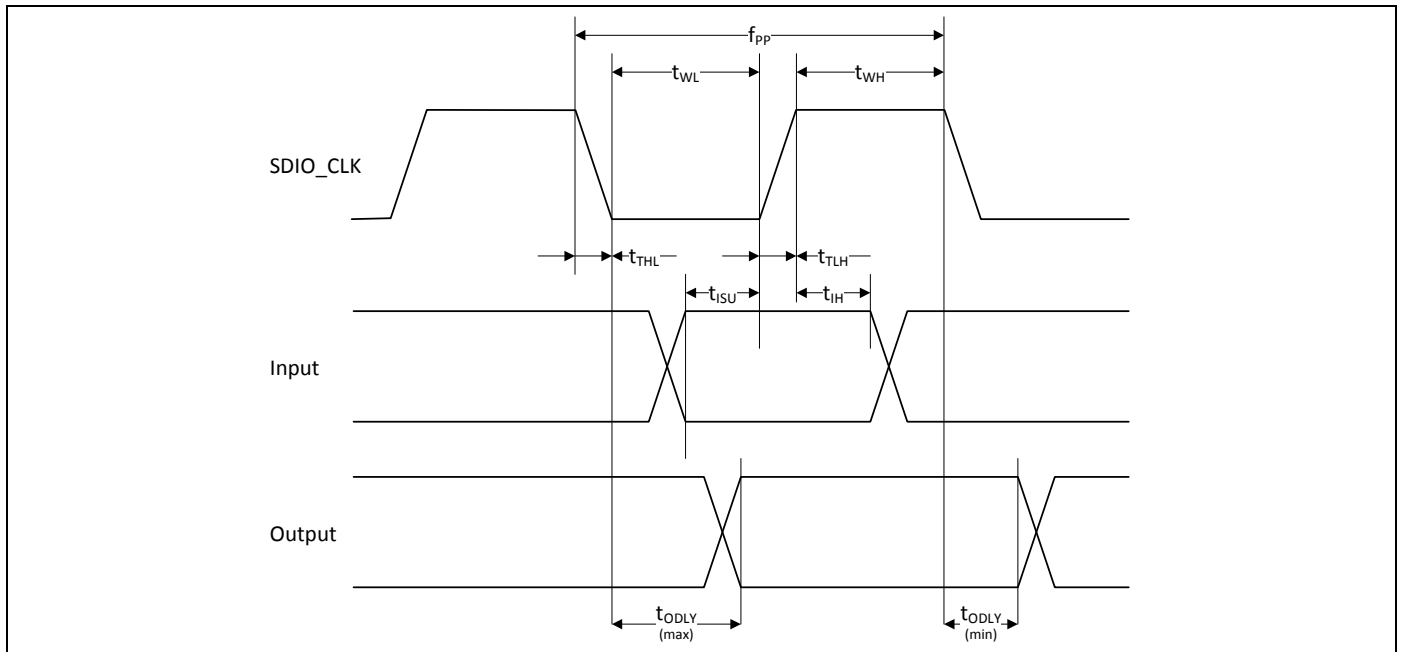 fPP
tWL
tWH
SDIO_CLK
tTHL
tTLH
tISU
tIH
Input
Output
tODLY
(max)
tODLY
(min)